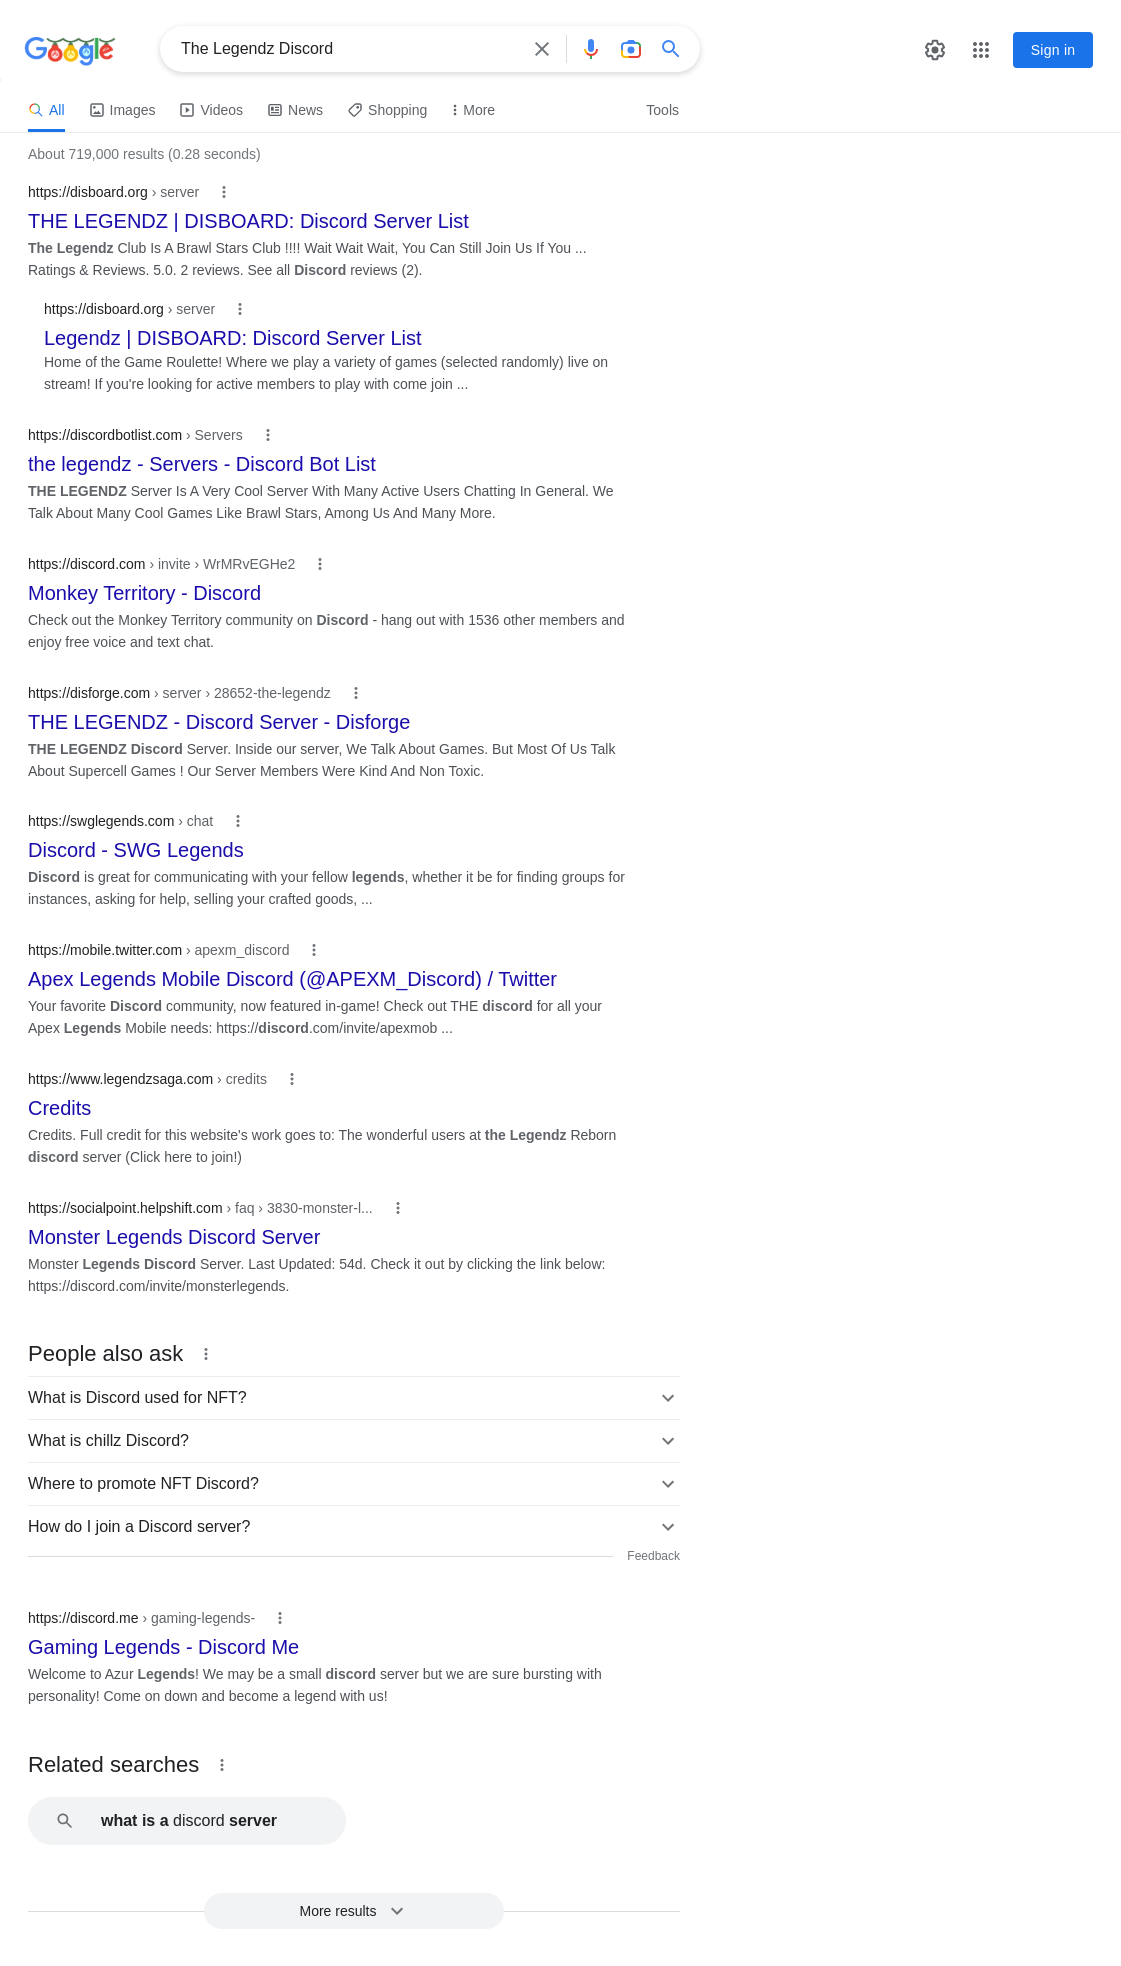 Google
The Legendz Discord
Sign in
All
Images
Videos
News
Shopping
More
Tools
About 719,000 results (0.28 seconds)
https://disboard.org › server
THE LEGENDZ | DISBOARD: Discord Server List
The Legendz Club Is A Brawl Stars Club !!!! Wait Wait Wait, You Can Still Join Us If You ...
Ratings & Reviews. 5.0. 2 reviews. See all Discord reviews (2).
https://disboard.org › server
Legendz | DISBOARD: Discord Server List
Home of the Game Roulette! Where we play a variety of games (selected randomly) live on
stream! If you're looking for active members to play with come join ...
https://discordbotlist.com › Servers
the legendz - Servers - Discord Bot List
THE LEGENDZ Server Is A Very Cool Server With Many Active Users Chatting In General. We
Talk About Many Cool Games Like Brawl Stars, Among Us And Many More.
https://discord.com › invite › WrMRvEGHe2
Monkey Territory - Discord
Check out the Monkey Territory community on Discord - hang out with 1536 other members and
enjoy free voice and text chat.
https://disforge.com › server › 28652-the-legendz
THE LEGENDZ - Discord Server - Disforge
THE LEGENDZ Discord Server. Inside our server, We Talk About Games. But Most Of Us Talk
About Supercell Games ! Our Server Members Were Kind And Non Toxic.
https://swglegends.com › chat
Discord - SWG Legends
Discord is great for communicating with your fellow legends, whether it be for finding groups for
instances, asking for help, selling your crafted goods, ...
https://mobile.twitter.com › apexm_discord
Apex Legends Mobile Discord (@APEXM_Discord) / Twitter
Your favorite Discord community, now featured in-game! Check out THE discord for all your
Apex Legends Mobile needs: https://discord.com/invite/apexmob ...
https://www.legendzsaga.com › credits
Credits
Credits. Full credit for this website's work goes to: The wonderful users at the Legendz Reborn
discord server (Click here to join!)
https://socialpoint.helpshift.com › faq › 3830-monster-l...
Monster Legends Discord Server
Monster Legends Discord Server. Last Updated: 54d. Check it out by clicking the link below:
https://discord.com/invite/monsterlegends.
People also ask
What is Discord used for NFT?
What is chillz Discord?
Where to promote NFT Discord?
How do I join a Discord server?
Feedback
https://discord.me › gaming-legends-
Gaming Legends - Discord Me
Welcome to Azur Legends! We may be a small discord server but we are sure bursting with
personality! Come on down and become a legend with us!
Related searches
what is a discord server
More results